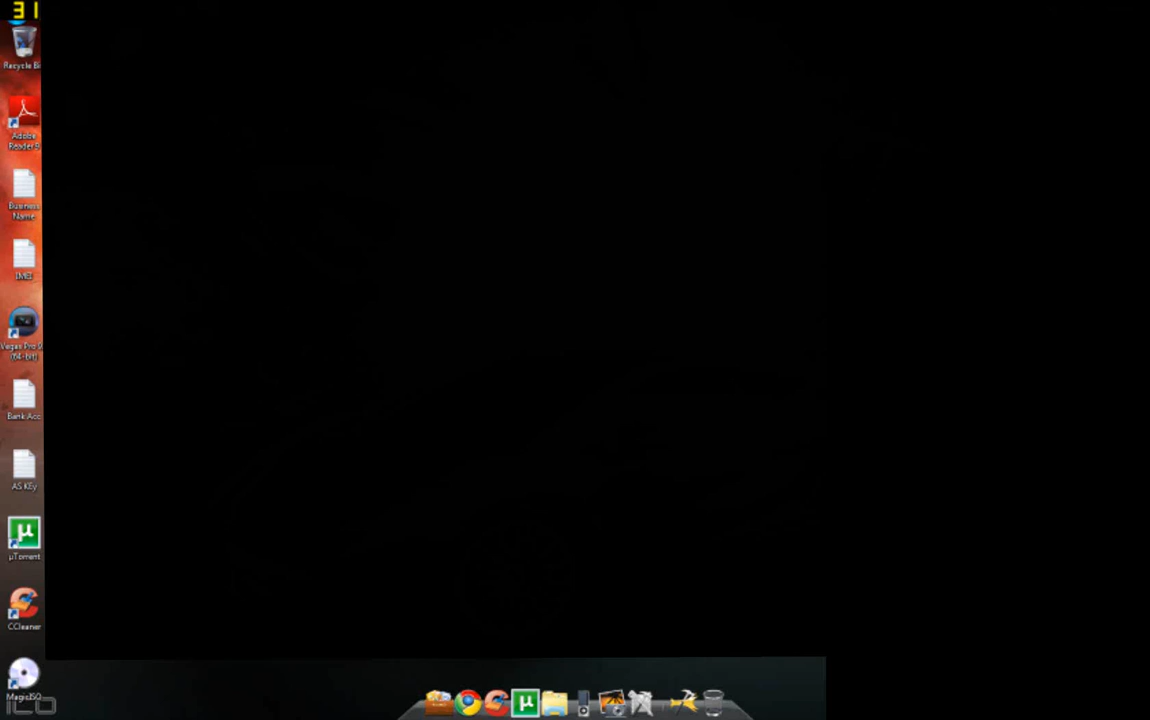 31
Recycle Bi
Adobe
Reader 9
Business
Name
IMEI
Vegas Pro 9
(64-bit)
Bank Acc
AS KEy
µ
µTorrent
CCleaner
MagicISO
µ